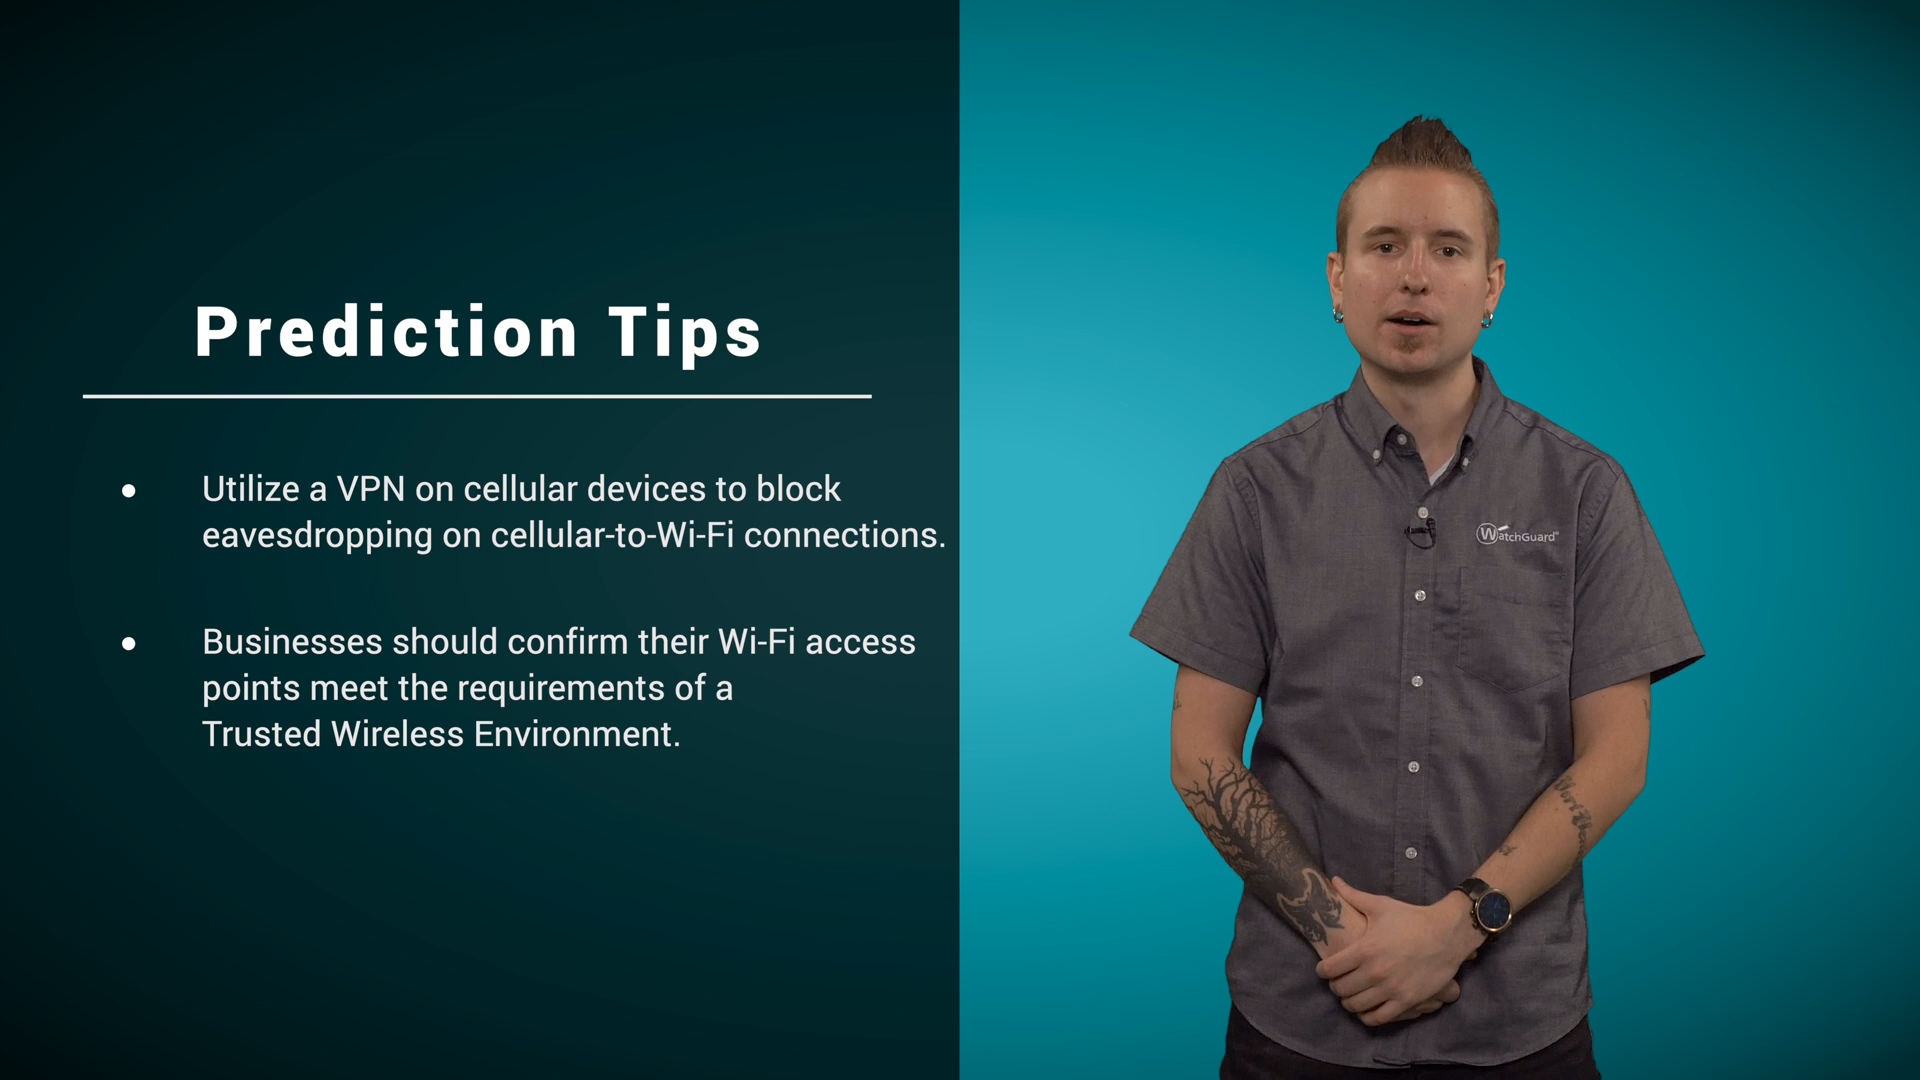 Prediction Tips
Utilize a VPN on cellular devices to block
eavesdropping on cellular-to-Wi-Fi connections.
Businesses should confirm their Wi-Fi access
points meet the requirements of a
Trusted Wireless Environment.
WatchGuard